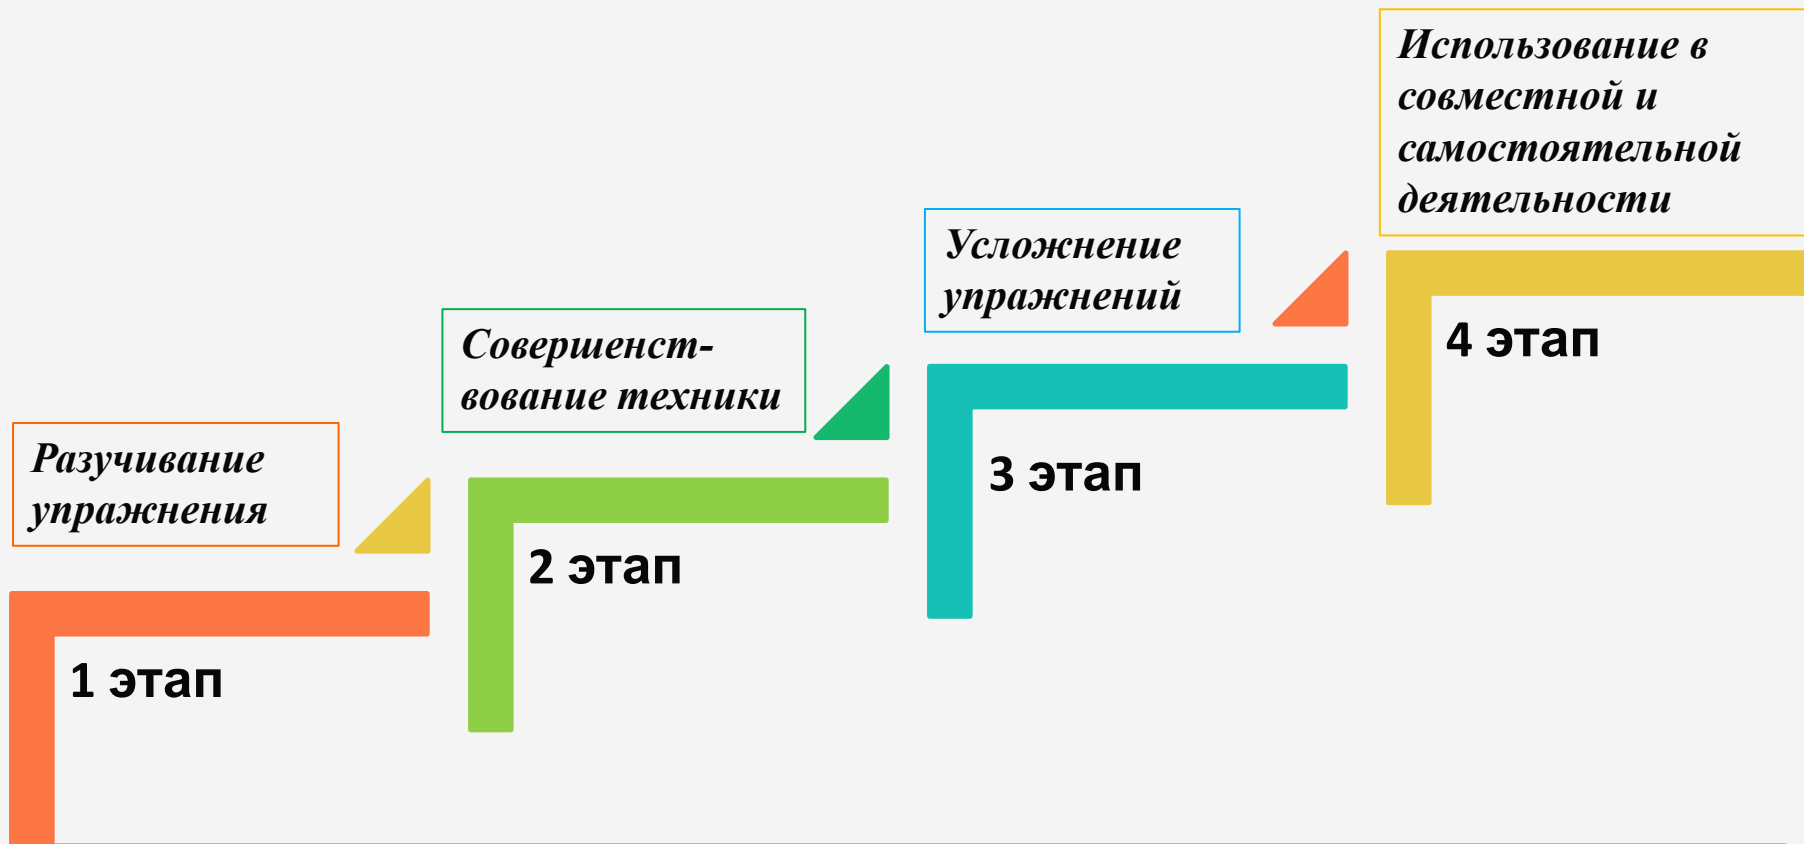 Разучивание
упражнения
1 этап
Совершенст-
вование техники
2 этап
Усложнение
упражнений
3 этап
Использование в
совместной и
самостоятельной
деятельности
4 этап